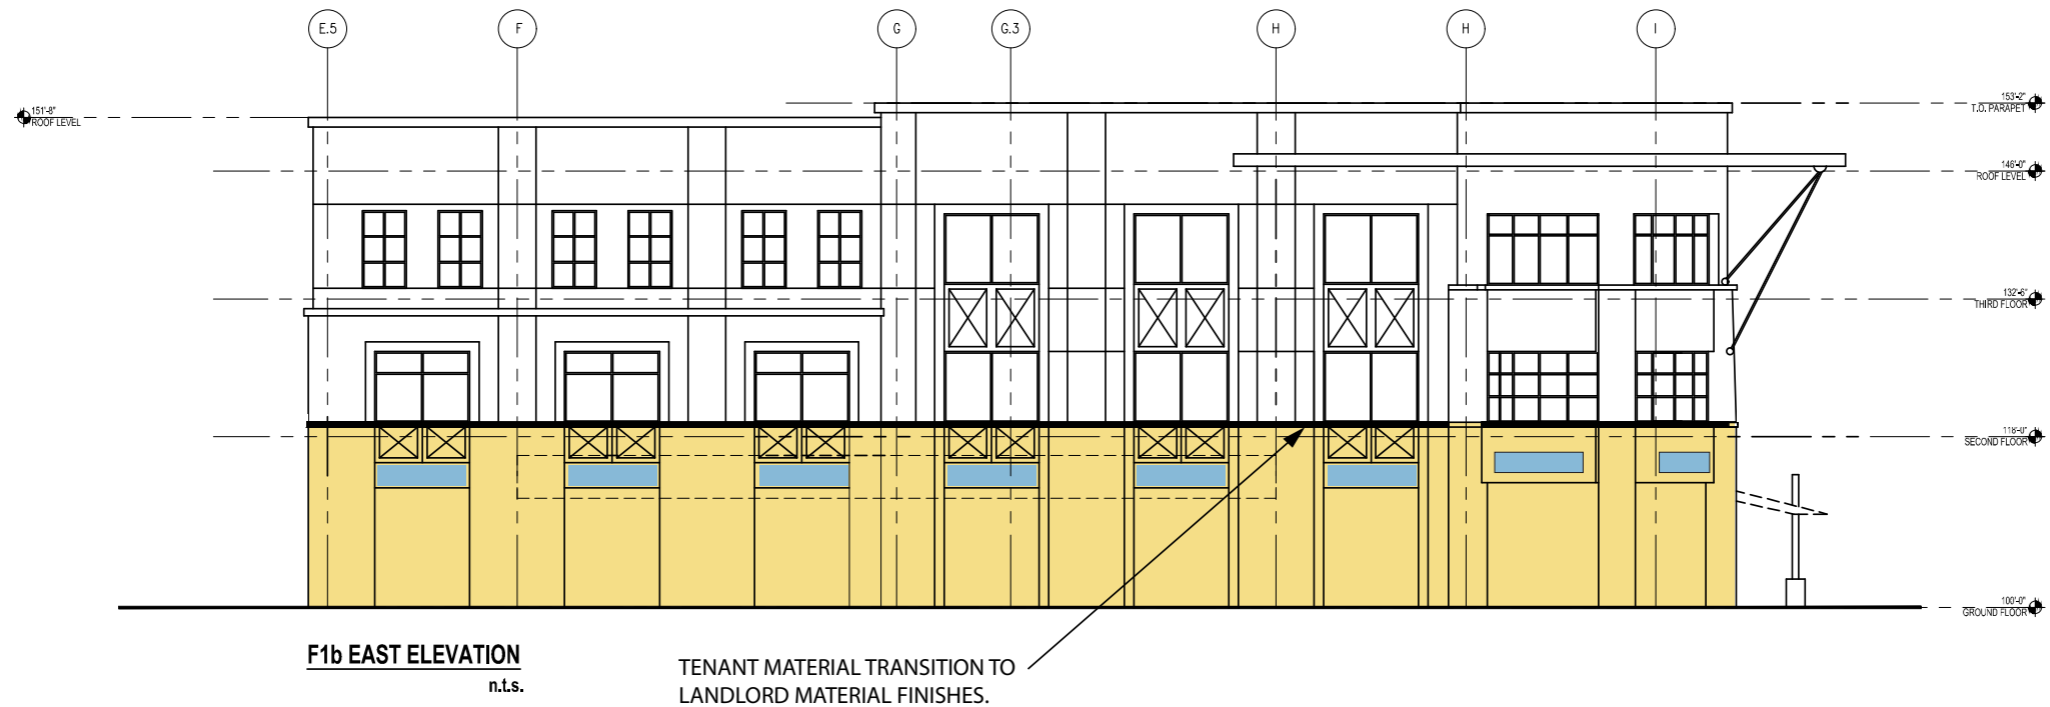 E.5
F
G
G.3
H
H
I
151'-8"
ROOF LEVEL
153'-2"
T.O. PARAPET
146'-0"
ROOF LEVEL
132'-6"
THIRD FLOOR
118'-0"
SECOND FLOOR
100'-0"
GROUND FLOOR
F1b EAST ELEVATION
n.t.s.
TENANT MATERIAL TRANSITION TO
LANDLORD MATERIAL FINISHES.